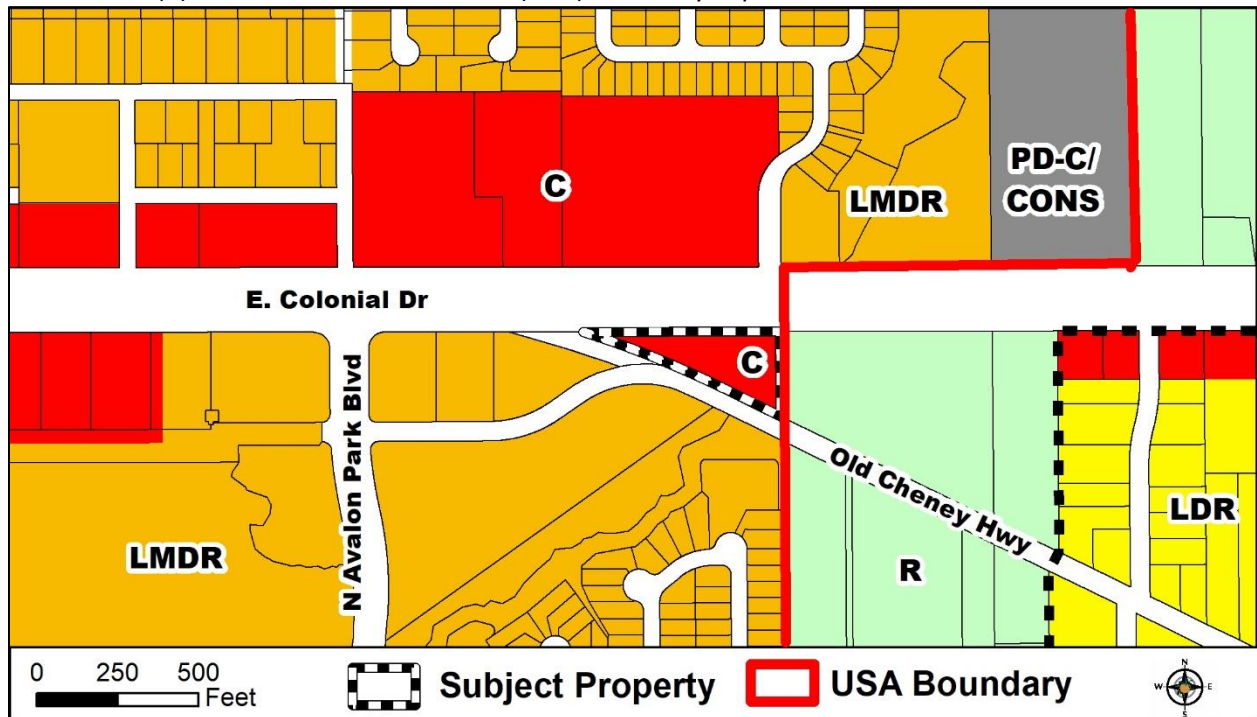 C
LMDR
PD-C/
CONS
E. Colonial Dr
C
N Avalon Park Blvd
Old Cheney Hwy
LDR
LMDR
R
0 250 500
Feet
Subject Property
USA Boundary
N
W E
S